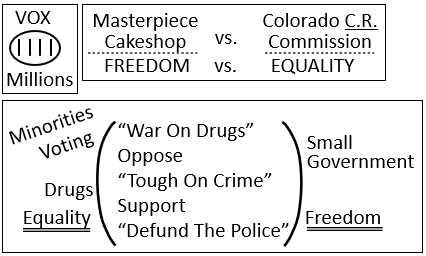 VOX
Millions
Masterpiece Cakeshop vs. Colorado C.R. Commission
FREEDOM vs. EQUALITY
Minorities
Voting
Drugs
Equality
“War On Drugs”
Oppose
“Tough On Crime”
Support
“Defund The Police”
Small
Government
Freedom